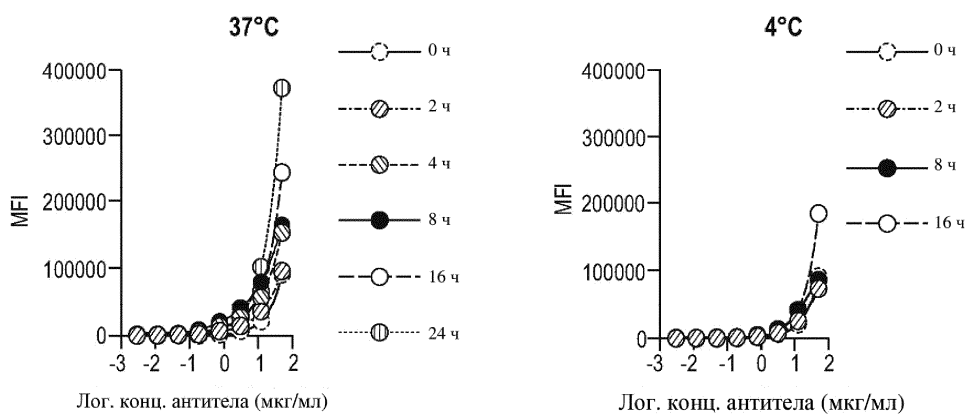 37°C
MFI
400000
300000
200000
100000
0
-3 -2 -1 0 1 2
Лог. конц. антитела (мкг/мл)
0 ч
2 ч
4 ч
8 ч
16 ч
24 ч
4°C
MFI
400000
300000
200000
100000
0
-3 -2 -1 0 1 2
Лог. конц. антитела (мкг/мл)
0 ч
2 ч
8 ч
16 ч